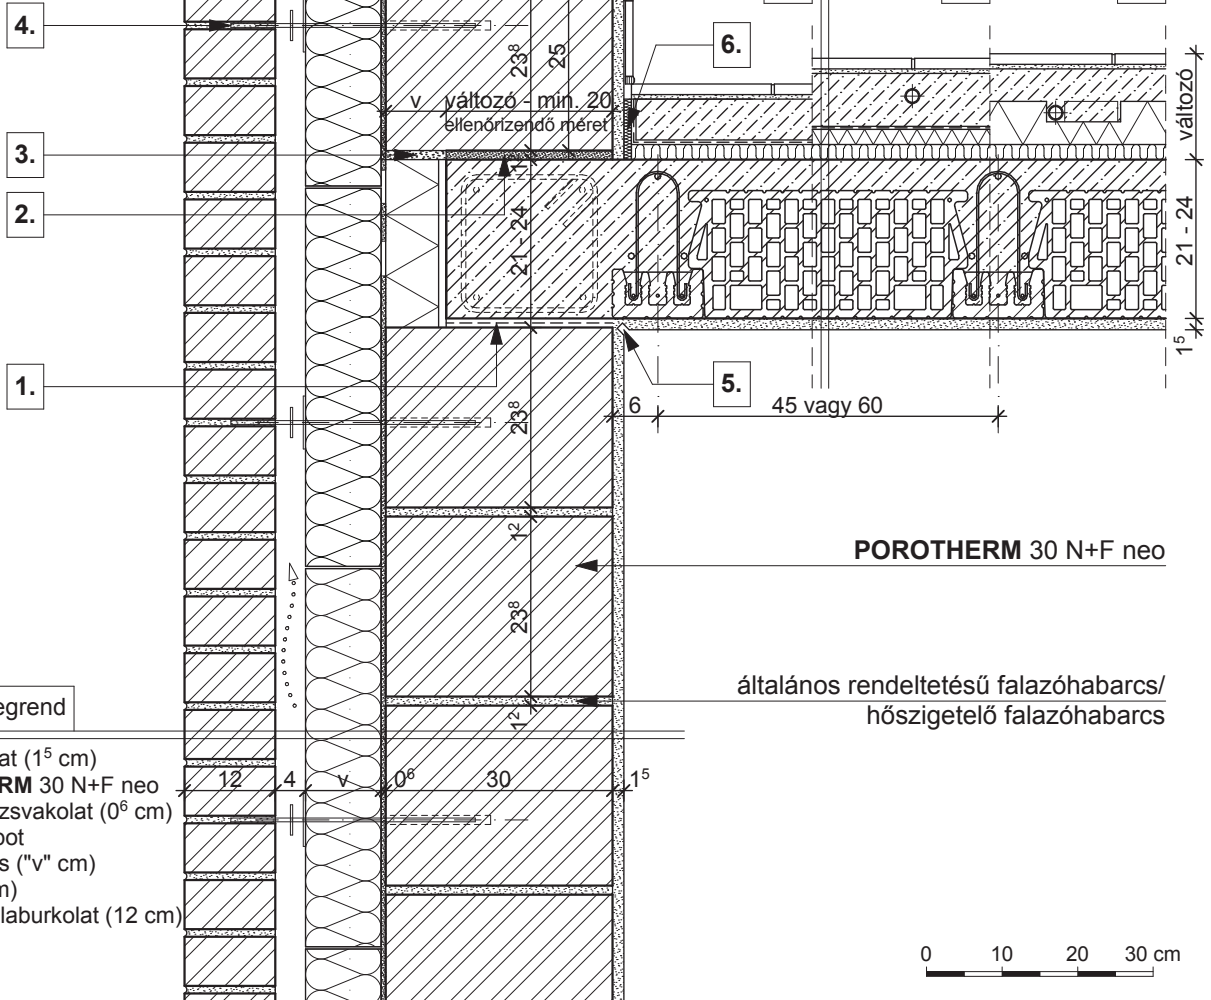 4.
6.
23⁸
25
v
változó - min. 20
ellenőrizendő méret
változó
3.
2.
21 - 24
21 - 24
1⁵
1.
5.
6
45 vagy 60
23⁸
1²
POROTHERM 30 N+F neo
23⁸
általános rendeltetésű falazóhabarcs/
hőszigetelő falazóhabarcs
1²
egrend
at (1⁵ cm)
RM 30 N+F neo
zsvakolat (0⁶ cm)
s ("v" cm)
m)
laburkolat (12 cm)
12
4
v
0⁶
30
1⁵
0
10
20
30 cm